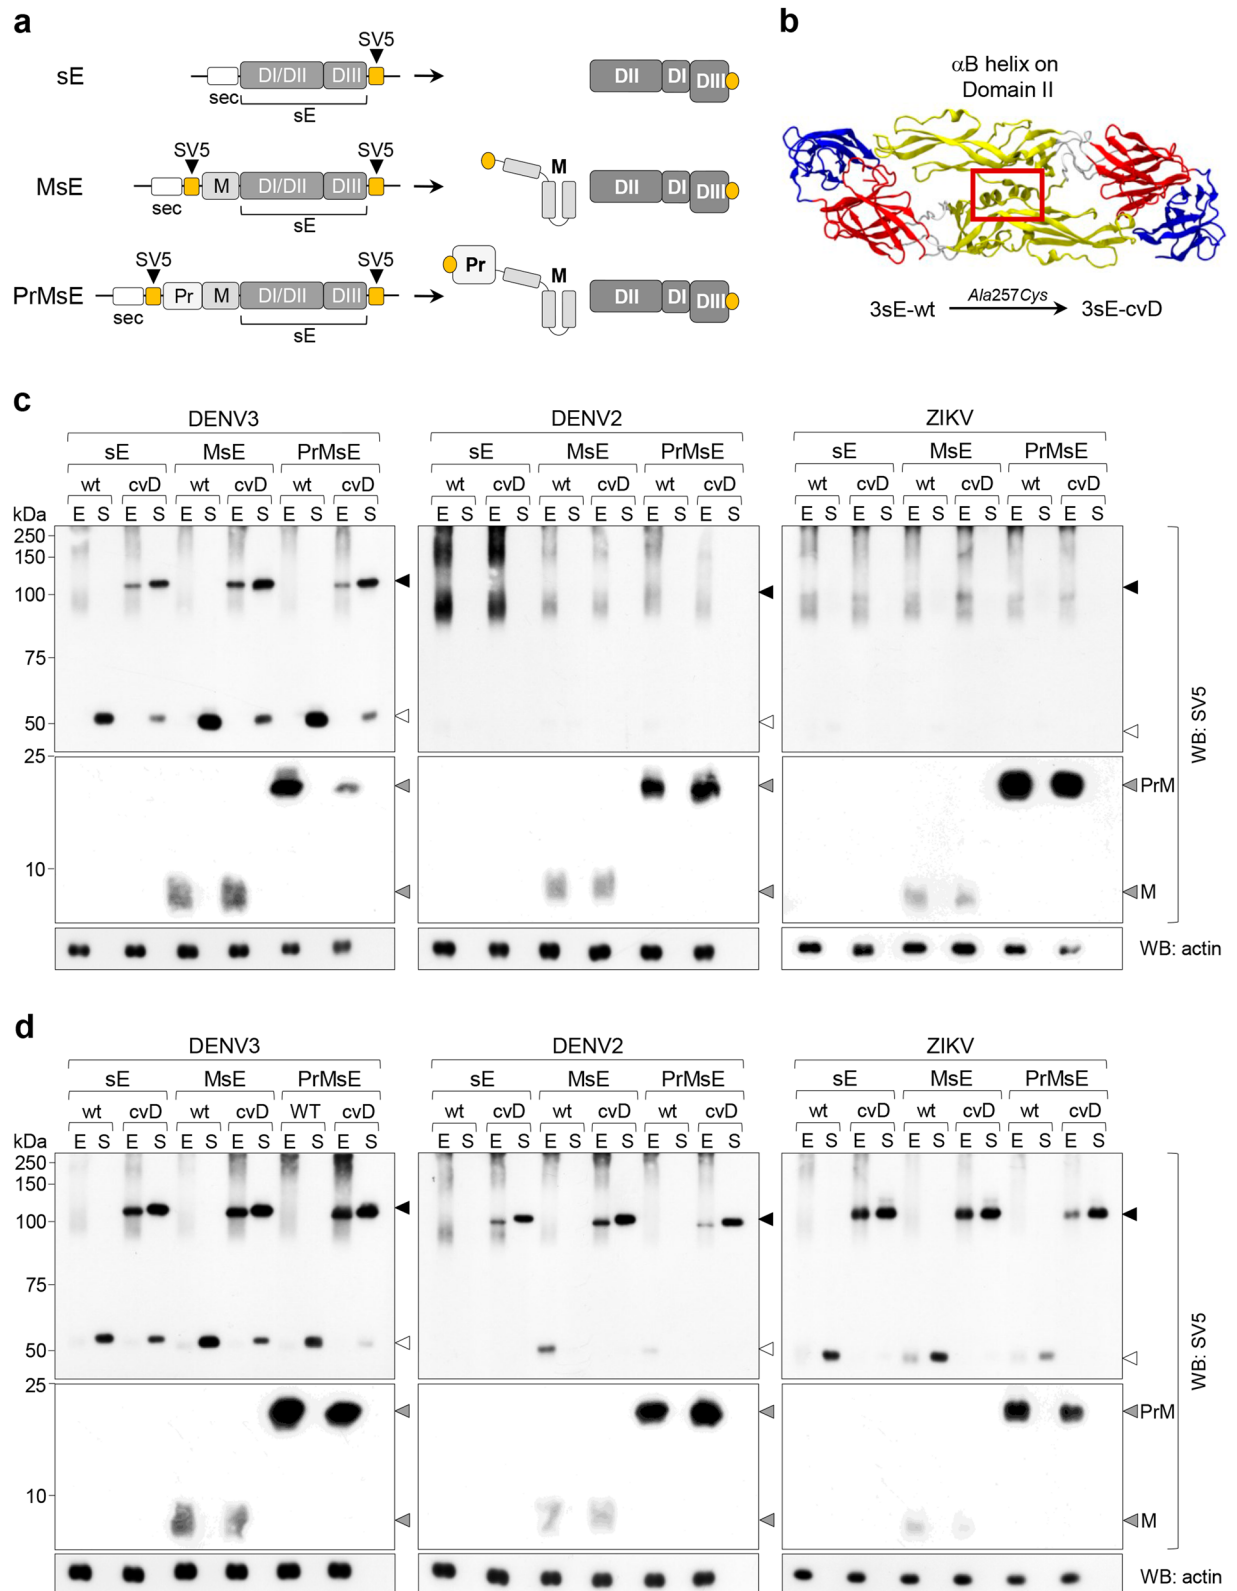 a
sE
SV5
DI/DII DIII
sec
sE
DII DI DIII
MsE
SV5 SV5
M DI/DII DIII
sec
sE
M
DII DI DIII
PrMsE
SV5 SV5
Pr M DI/DII DIII
sec
sE
Pr M
DII DI DIII
b
αB helix on
Domain II
3sE-wt Ala257Cys 3sE-cvD
c
DENV3 DENV2 ZIKV
sE MsE PrMsE sE MsE PrMsE sE MsE PrMsE
wt cvD wt cvD wt cvD wt cvD wt cvD wt cvD wt cvD wt cvD wt cvD
kDa E S E S E S E S E S E S E S E S E S E S E S E S E S E S E S E S E S E S
250
150
100
75
50
25
10
PrM
M
WB: SV5
WB: actin
d
DENV3 DENV2 ZIKV
sE MsE PrMsE sE MsE PrMsE sE MsE PrMsE
wt cvD wt cvD WT cvD wt cvD wt cvD wt cvD wt cvD wt cvD wt cvD
kDa E S E S E S E S E S E S E S E S E S E S E S E S E S E S E S E S E S E S
250
150
100
75
50
25
10
PrM
M
WB: SV5
WB: actin